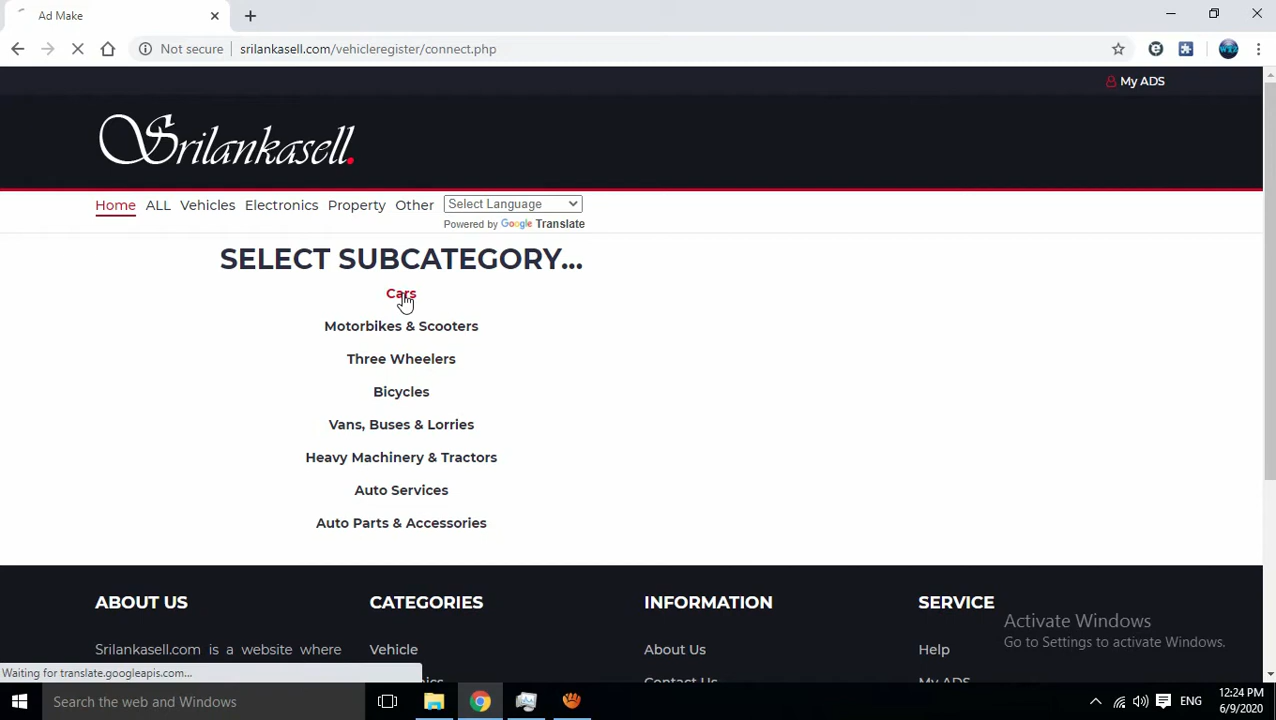 Ad Make
Not secure
srilankasell.com/vehicleregister/connect.php
My ADS
Srilankasell.
Home ALL Vehicles Electronics Property Other Select Language
Powered by Google Translate
SELECT SUBCATEGORY...
Cars
Motorbikes & Scooters
Three Wheelers
Bicycles
Vans, Buses & Lorries
Heavy Machinery & Tractors
Auto Services
Auto Parts & Accessories
ABOUT US CATEGORIES INFORMATION SERVICE
Activate Windows
Go to Settings to activate Windows.
Srilankasell.com is a website where Vehicle About Us Help
Contact Us My ADS
Waiting for translate.googleapis.com...
Search the web and Windows
ENG
12:24 PM
6/9/2020